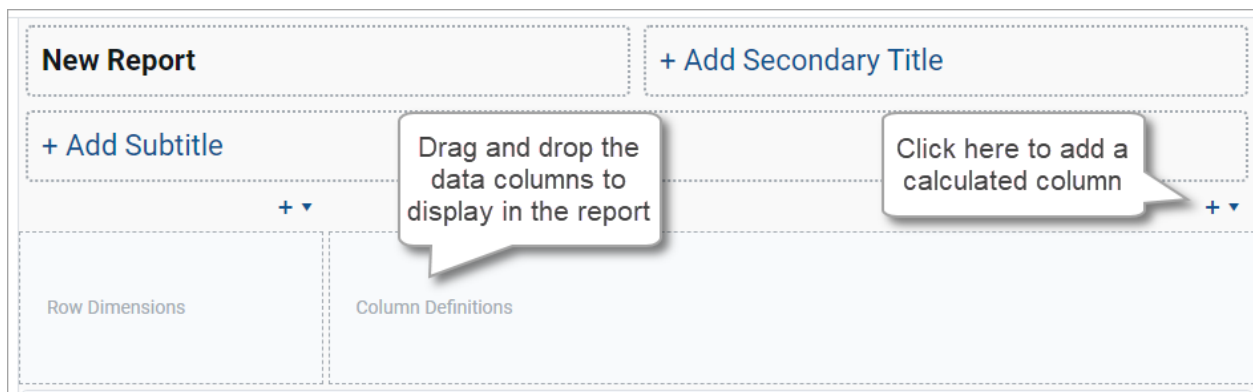 New Report
+ Add Secondary Title
+ Add Subtitle
Drag and drop the
data columns to
display in the report
Click here to add a
calculated column
+
+
Row Dimensions
Column Definitions